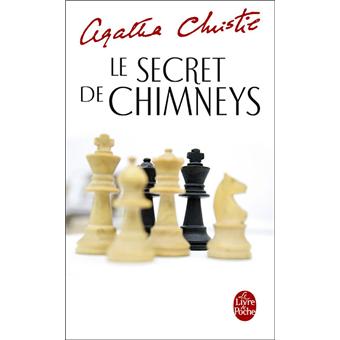 Agatha Christie
LE SECRET
DE CHIMNEYS
Le
Livre
de
Poche